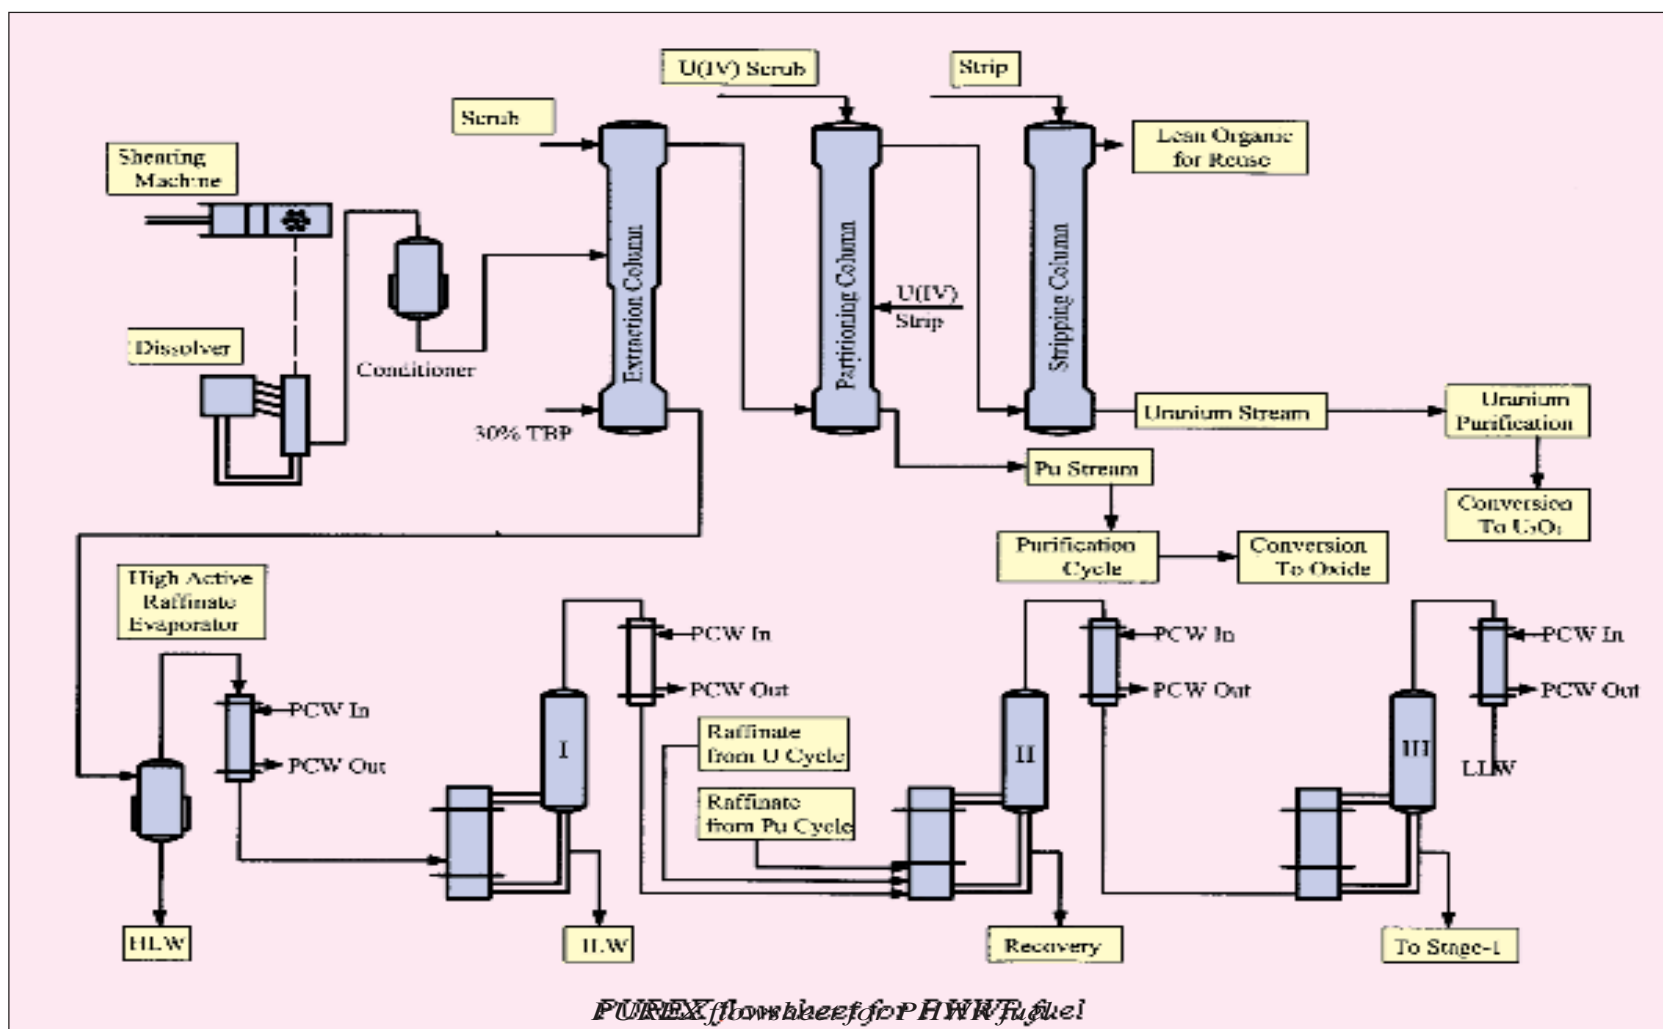 U(IV) Scrub
Strip
Scrub
Lean Organic
for Reuse
Shearing
Machine
Extraction Column
Partitioning Column
Stripping Column
U(IV)
Strip
Dissolver
Conditioner
30% TBP
Uranium Stream
Uranium
Purification
Pu Stream
Conversion
To U₃O₈
Purification
Cycle
Conversion
To Oxide
High Active
Raffinate
Evaporator
PCW In
PCW Out
PCW In
PCW Out
PCW In
PCW Out
PCW In
PCW Out
I
II
III
Raffinate
from U Cycle
Raffinate
from Pu Cycle
LLW
HLW
ILW
Recovery
To Stage-1
PUREX flowsheet for PHWR fuel